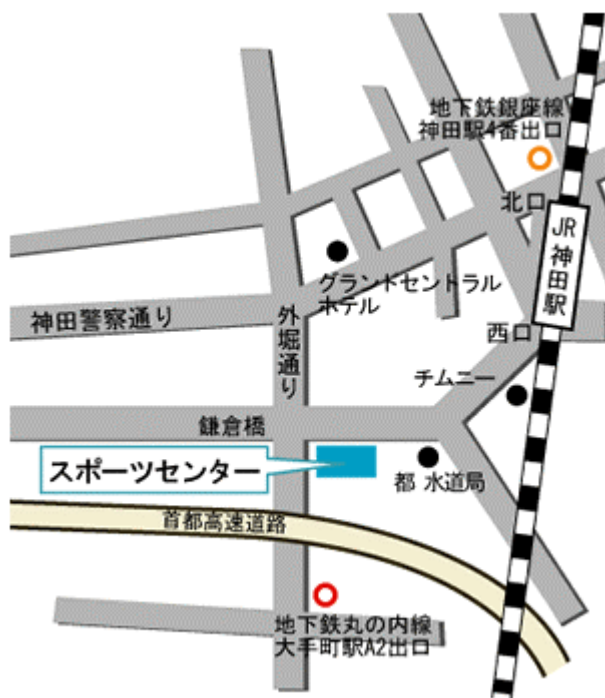 地下鉄銀座線
神田駅4番出口
北口
JR神田駅
グランドセントラル
ホテル
神田警察通り
外堀通り
西口
チムニー
鎌倉橋
スポーツセンター
都 水道局
首都高速道路
地下鉄丸の内線
大手町駅A2出口